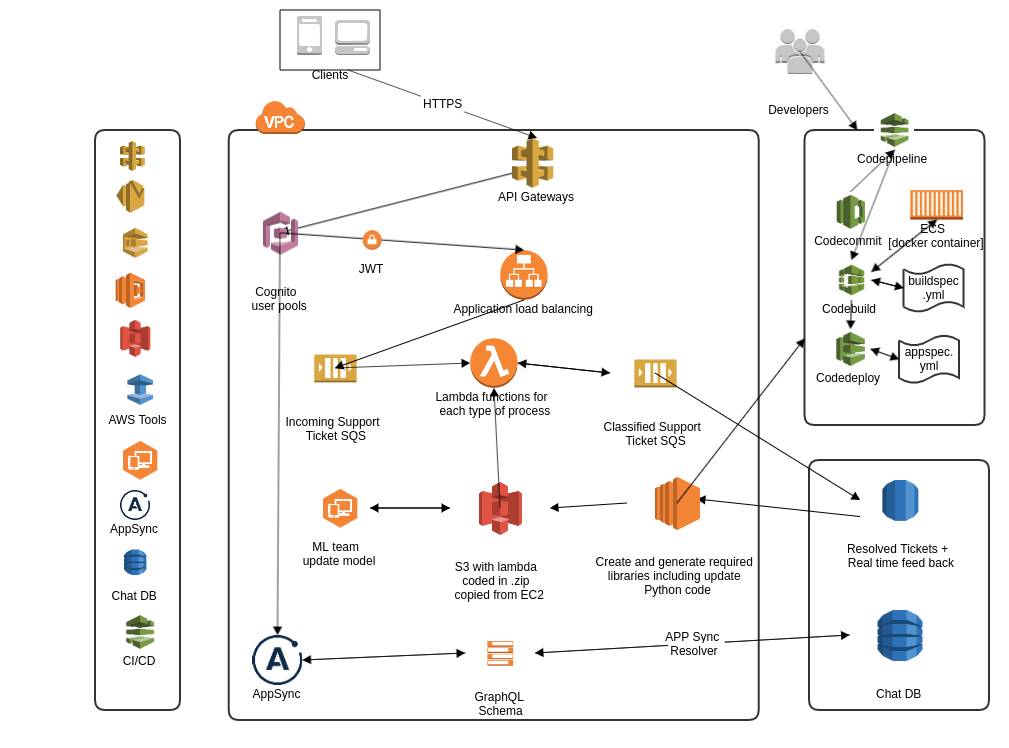 Clients
HTTPS
Developers
VPC
Codepipeline
API Gateways
Codecommit
ECS
[docker container]
JWT
Cognito
user pools
Application load balancing
Codebuild
buildspec
.yml
Codedeploy
appspec.
yml
Lambda functions for
each type of process
Incoming Support
Ticket SQS
Classified Support
Ticket SQS
AWS Tools
AppSync
Chat DB
CI/CD
ML team
update model
S3 with lambda
coded in .zip
copied from EC2
Create and generate required
libraries including update
Python code
Resolved Tickets +
Real time feed back
APP Sync
Resolver
A
AppSync
GraphQL
Schema
Chat DB